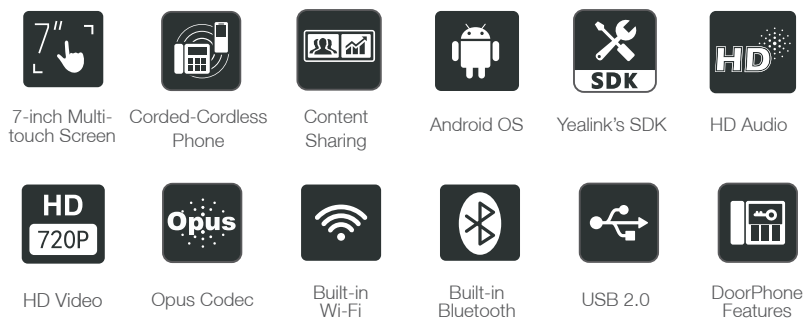 7"
SDK
HD
7-inch Multi-
touch Screen
Corded-Cordless
Phone
Content
Sharing
Android OS
Yealink's SDK
HD Audio
HD
720P
Opus
HD Video
Opus Codec
Built-in
Wi-Fi
Built-in
Bluetooth
USB 2.0
DoorPhone
Features